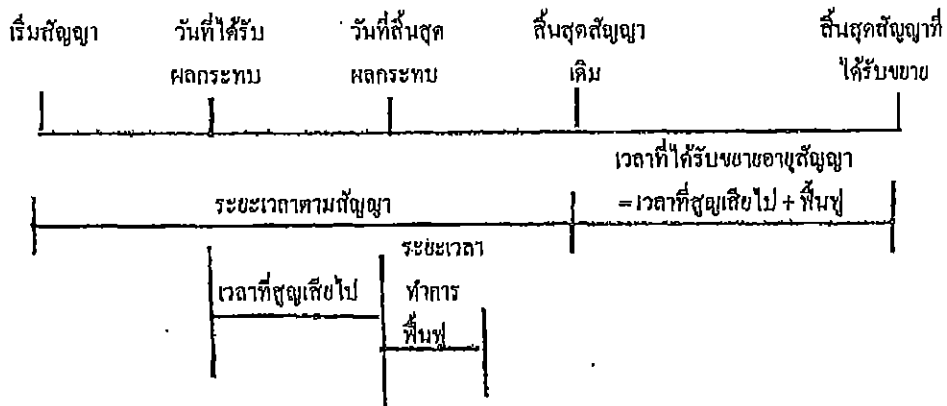 เริ่มสัญญา วันที่ได้รับ วันที่สิ้นสุด สิ้นสุดสัญญา สิ้นสุดสัญญาที่
ผลกระทบ ผลกระทบ เดิม ได้รับขยาย
เวลาที่ได้รับขยายอายุสัญญา
ระยะเวลาตามสัญญา =เวลาที่สูญเสียไป + ฟื้นฟู
ระยะเวลา
เวลาที่สูญเสียไป ทำการ
ฟื้นฟู